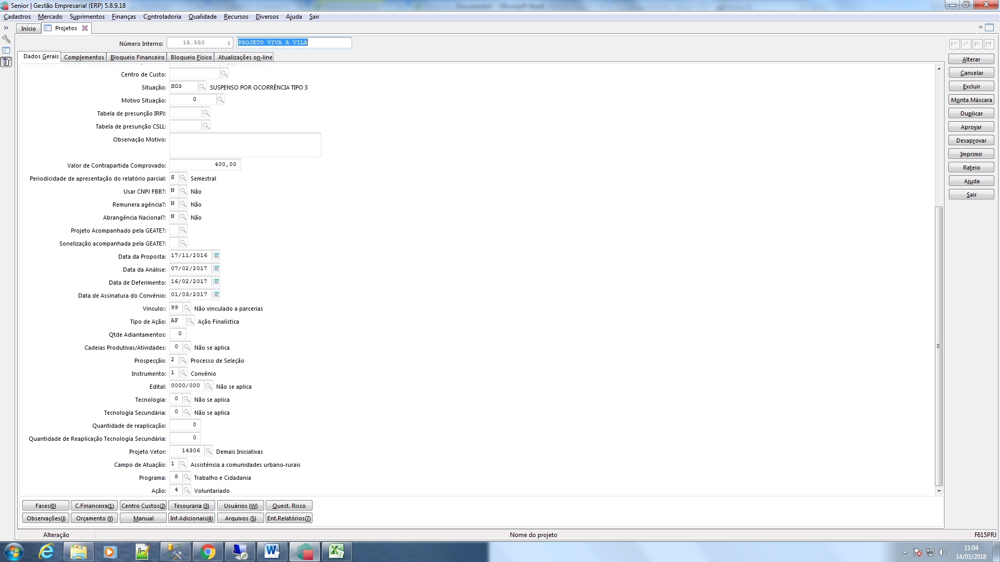 Senior | Gestão Empresarial (ERP) 5.8.9.18
Cadastros Mercado Suprimentos Finanças Controladoria Qualidade Recursos Diversos Ajuda Sair
Início Projetos
Número Interno: 15.550 PROJETO VIVA A VILA
Dados Gerais Complementos Bloqueio Financeiro Bloqueio Físico Atualizações on-line
Centro de Custo:
Situação: SO3 SUSPENSO POR OCORRÊNCIA TIPO 3
Motivo Situação: 0
Tabela de presunção IRPJ:
Tabela de presunção CSLL:
Observação Motivo:
Valor de Contrapartida Comprovado: 400,00
Periodicidade de apresentação do relatório parcial: S Semestral
Usar CNPJ FBB?: N Não
Remunera agência?: N Não
Abrangência Nacional?: N Não
Projeto Acompanhado pela GEATE?:
Sonelização acompanhada pela GEATE?:
Data da Proposta: 17/11/2016
Data da Análise: 07/02/2017
Data de Deferimento: 16/02/2017
Data de Assinatura do Convênio: 01/03/2017
Vinculo:: 99 Não vinculado a parcerias
Tipo de Ação: AF Ação Finalística
Qtde Adiantamentos: 0
Cadeias Produtivas/Atividades: 0 Não se aplica
Prospecção: 2 Processo de Seleção
Instrumento: 1 Convênio
Edital: 0000/000 Não se aplica
Tecnologia: 0 Não se aplica
Tecnologia Secundária: 0 Não se aplica
Quantidade de reaplicação: 0
Quantidade de Reaplicação Tecnologia Secundária: 0
Projeto Vetor: 14306 Demais Iniciativas
Campo de Atuação: 1 Assistência a comunidades urbano-rurais
Programa: 8 Trabalho e Cidadania
Ação: 4 Voluntariado
Fases(0) C.Financeira(1) Centro Custos(2) Tesouraria (3) Usuários (W) Quest. Risco
Observações(J) Orçamento (Y) Manual Inf.Adicionais(4) Arquivos (5) Ent.Relatórios(7)
Alterar
Cancelar
Excluir
Monta Máscara
Duplicar
Aprovar
Desaprovar
Imprimir
Rateio
Ajuda
Sair
Alteração Nome do projeto F615PRJ
11:04
14/03/2018